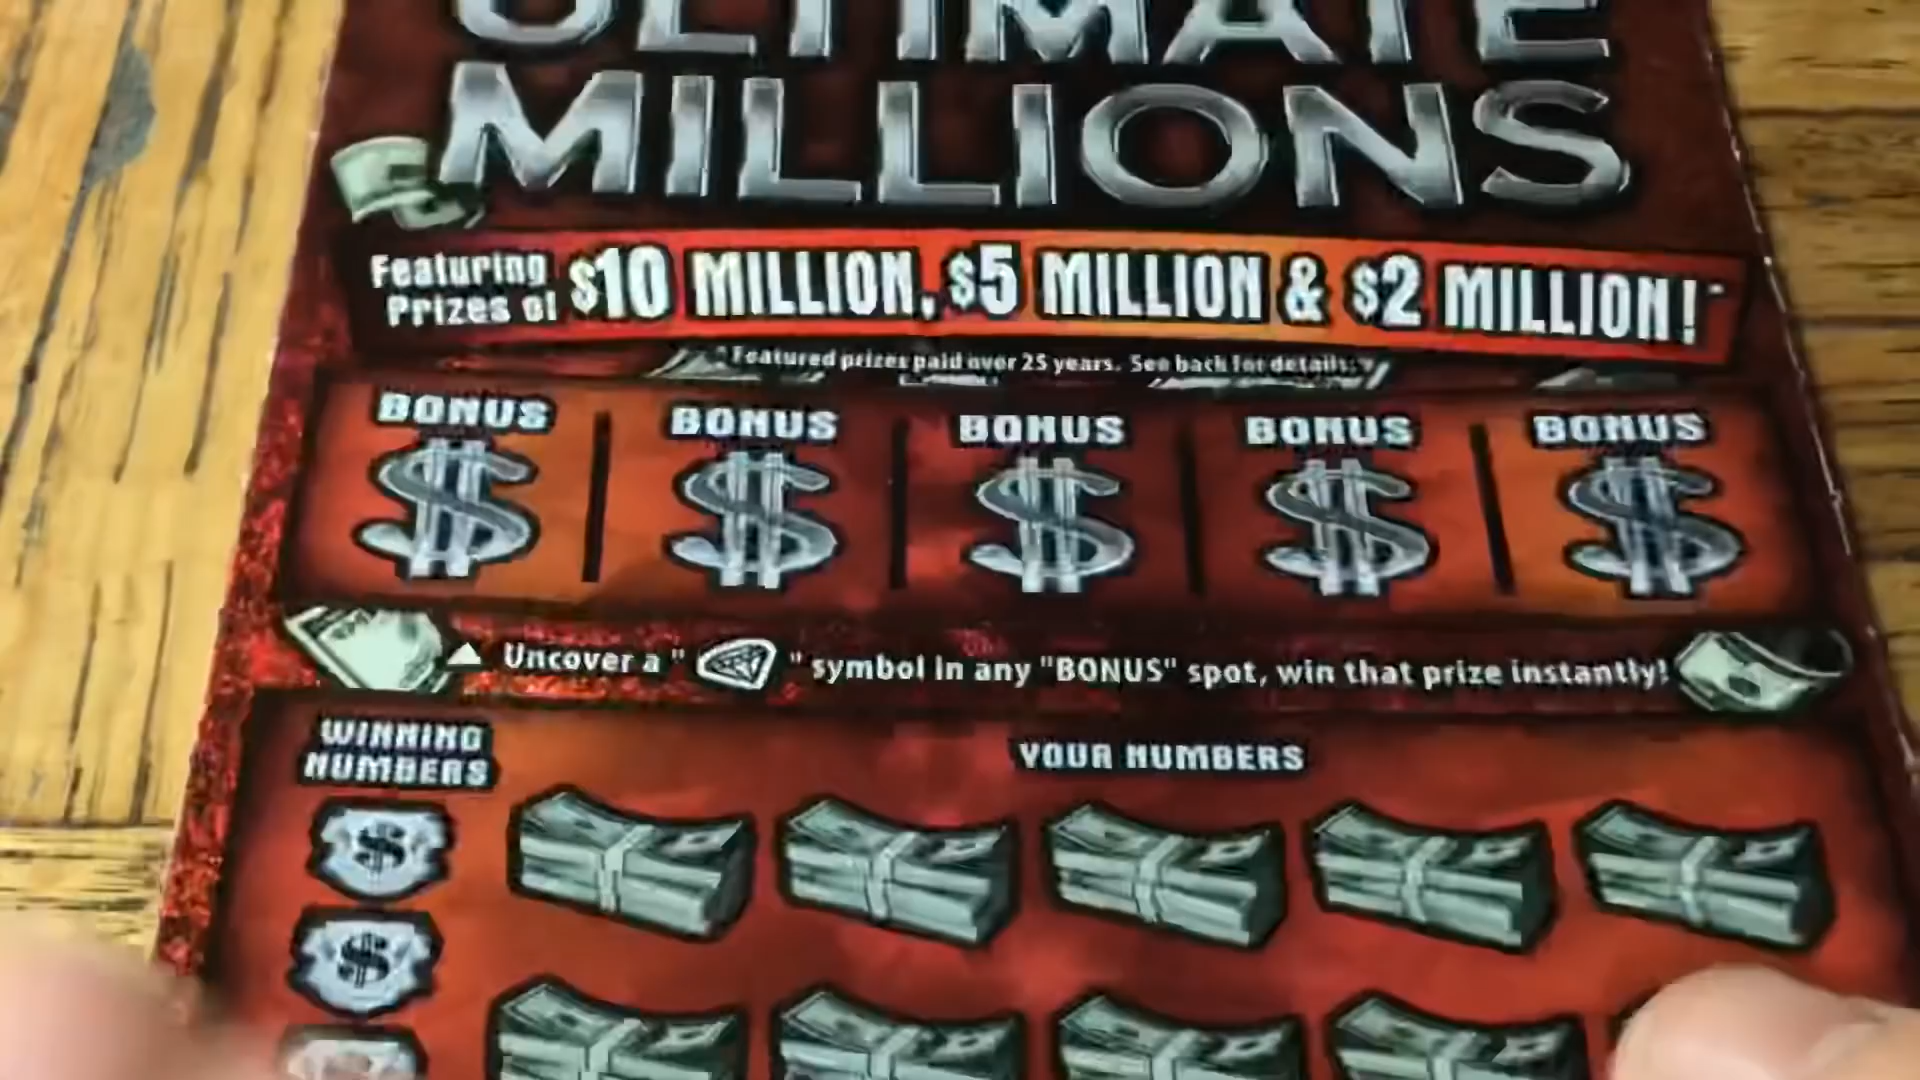 ULTIMATE
MILLIONS
Featuring
Prizes of $10 MILLION, $5 MILLION & $2 MILLION!*
*Featured prizes paid over 25 years. See back for details.
BONUS BONUS BONUS BONUS BONUS
$ $ $ $ $
Uncover a " " symbol in any "BONUS" spot, win that prize instantly!
WINNING
NUMBERS
YOUR NUMBERS
$
$